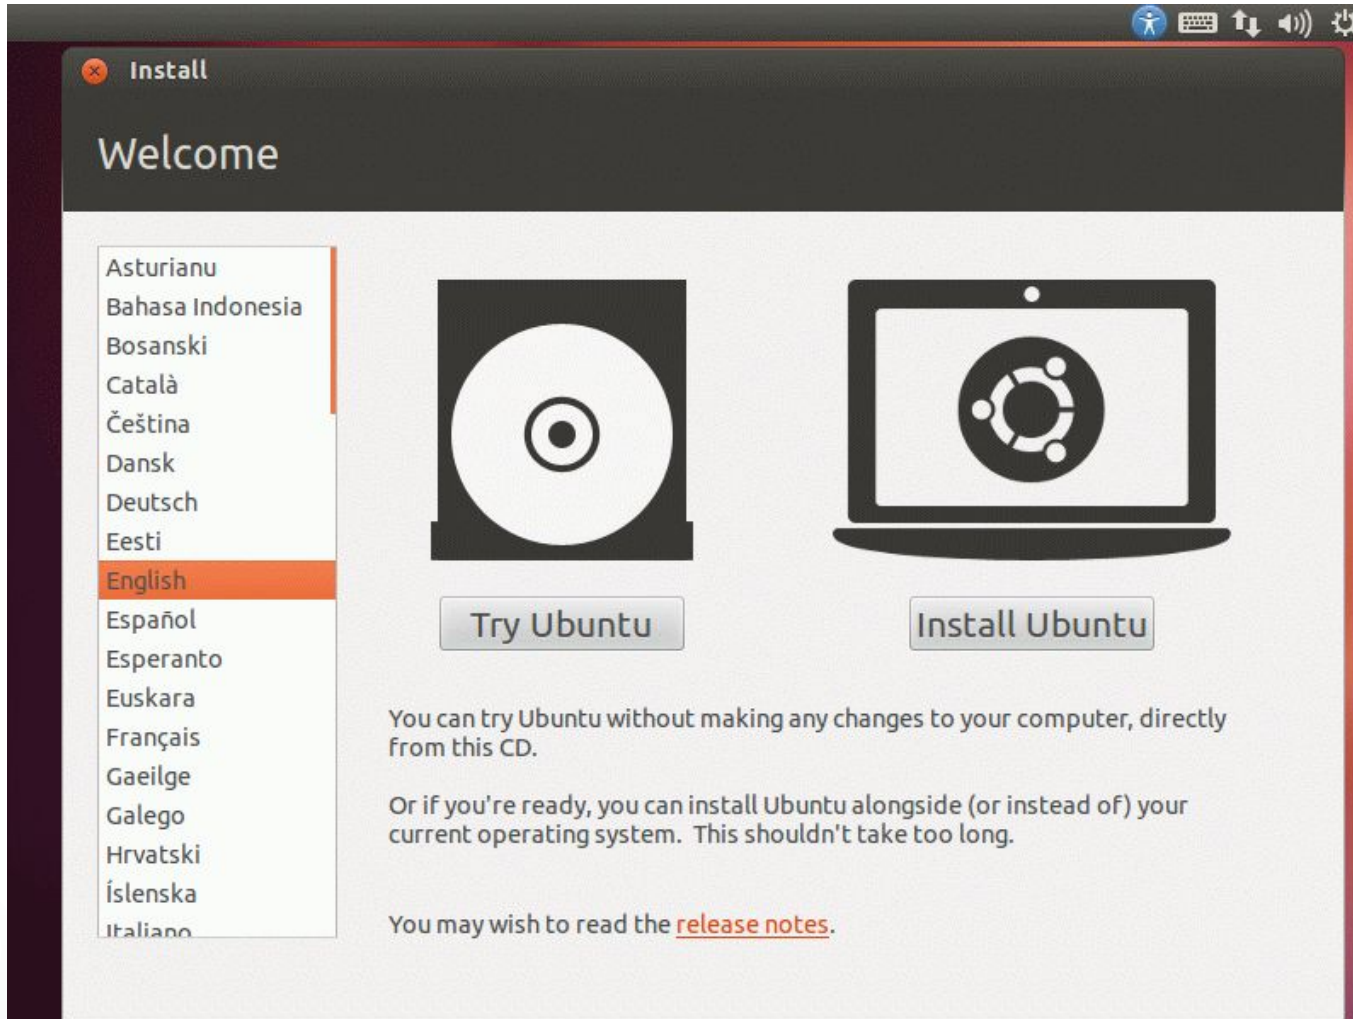 Install
Welcome
Asturianu
Bahasa Indonesia
Bosanski
Català
Čeština
Dansk
Deutsch
Eesti
English
Español
Esperanto
Euskara
Français
Gaeilge
Galego
Hrvatski
Íslenska
Italiano
Try Ubuntu
Install Ubuntu
You can try Ubuntu without making any changes to your computer, directly
from this CD.
Or if you're ready, you can install Ubuntu alongside (or instead of) your
current operating system.  This shouldn't take too long.
You may wish to read the release notes.